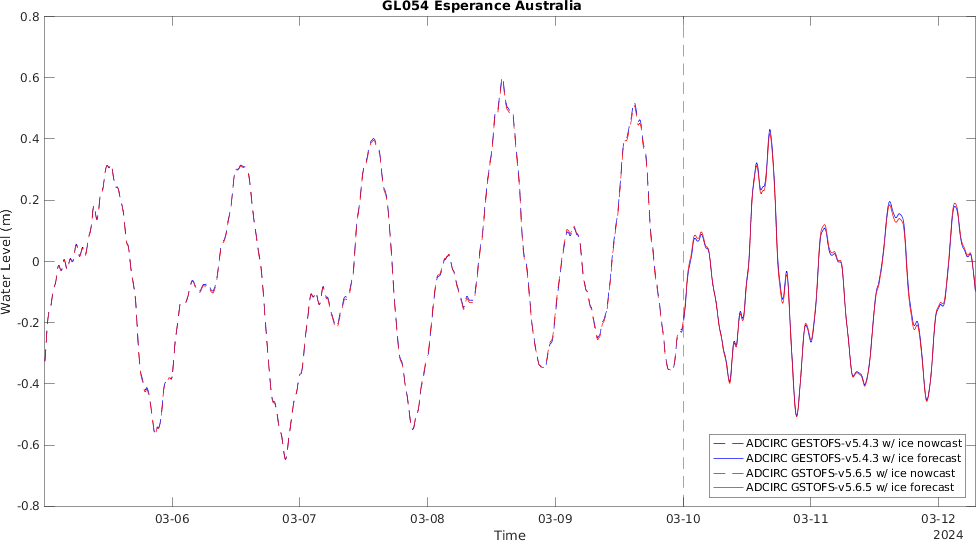 GL054 Esperance Australia
0.8
0.6
0.4
0.2
0
-0.2
-0.4
-0.6
-0.8
Water Level (m)
03-06
03-07
03-08
03-09
03-10
03-11
03-12
Time
2024
ADCIRC GESTOFS-v5.4.3 w/ ice nowcast
ADCIRC GESTOFS-v5.4.3 w/ ice forecast
ADCIRC GSTOFS-v5.6.5 w/ ice nowcast
ADCIRC GSTOFS-v5.6.5 w/ ice forecast